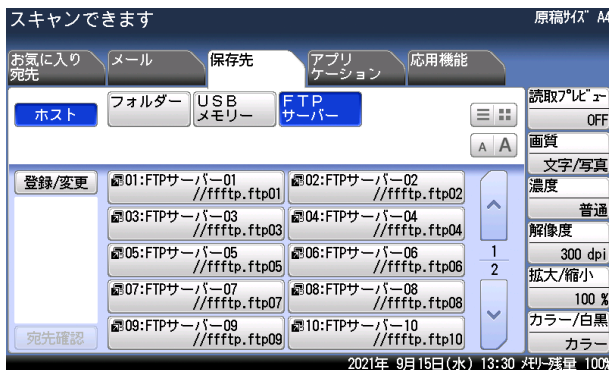 スキャンできます
原稿サイズ A4
お気に入り
宛先
メール
保存先
アプリ
ケーション
応用機能
ホスト
フォルダー
USB
メモリー
FTP
サーバー
A A
登録/変更
01:FTPサーバー01
//ffftp.ftp01
02:FTPサーバー02
//ffftp.ftp02
03:FTPサーバー03
//ffftp.ftp03
04:FTPサーバー04
//ffftp.ftp04
05:FTPサーバー05
//ffftp.ftp05
06:FTPサーバー06
//ffftp.ftp06
07:FTPサーバー07
//ffftp.ftp07
08:FTPサーバー08
//ffftp.ftp08
09:FTPサーバー09
//ffftp.ftp09
10:FTPサーバー10
//ffftp.ftp10
1
2
宛先確認
読取プレビュー
OFF
画質
文字/写真
濃度
普通
解像度
300 dpi
拡大/縮小
100 %
カラー/白黒
カラー
2021年 9月15日(水) 13:30 メモリー残量 100%